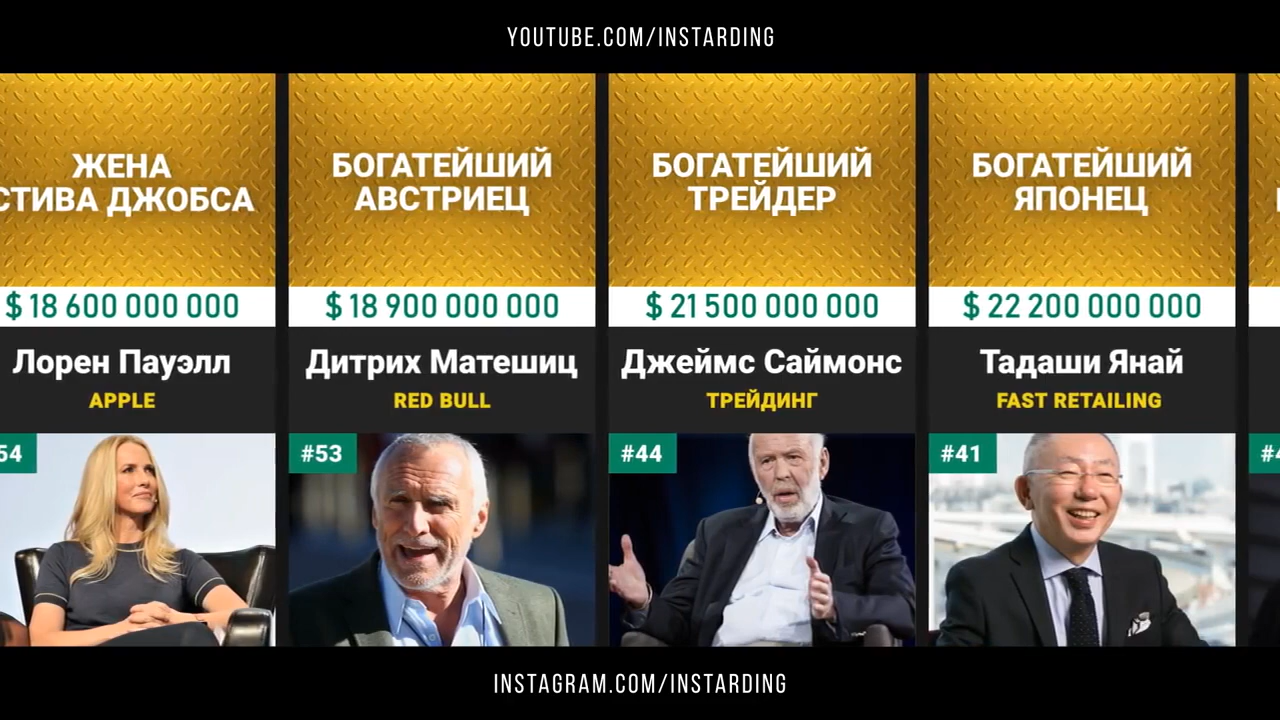 YOUTUBE.COM/INSTARDING
ЖЕНА
СТИВА ДЖОБСА
$ 18 600 000 000
Лорен Пауэлл
APPLE
БОГАТЕЙШИЙ
АВСТРИЕЦ
$ 18 900 000 000
Дитрих Матешиц
RED BULL
#53
БОГАТЕЙШИЙ
ТРЕЙДЕР
$ 21 500 000 000
Джеймс Саймонс
ТРЕЙДИНГ
#44
БОГАТЕЙШИЙ
ЯПОНЕЦ
$ 22 200 000 000
Тадаши Янай
FAST RETAILING
#41
INSTAGRAM.COM/INSTARDING